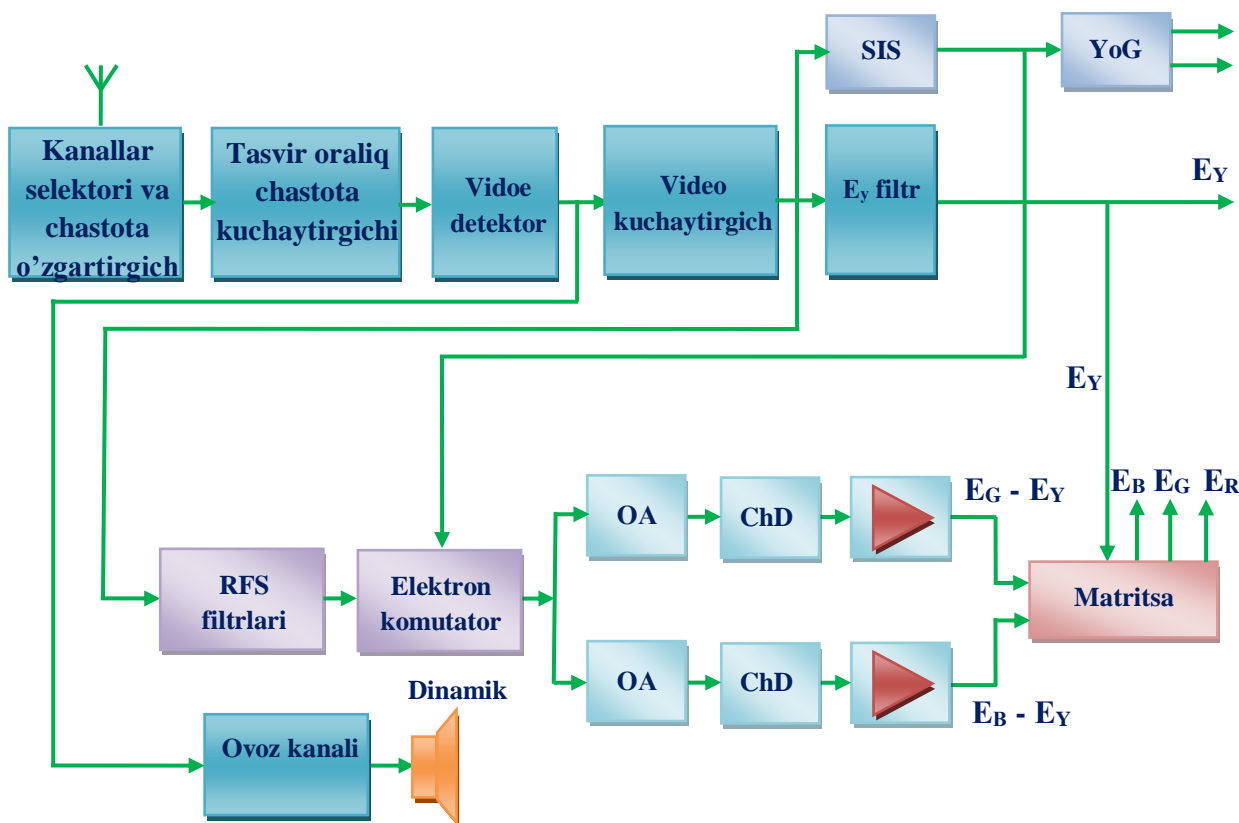 SIS
YoG
Kanallar
selektori va
chastota
o’zgartirgich
Tasvir oraliq
chastota
kuchaytirgichi
Vidoe
detektor
Video
kuchaytirgich
Ey filtr
EY
EY
EB EG ER
OA
ChD
EG - EY
RFS
filtrlari
Elektron
komutator
Matritsa
OA
ChD
EB - EY
Dinamik
Ovoz kanali